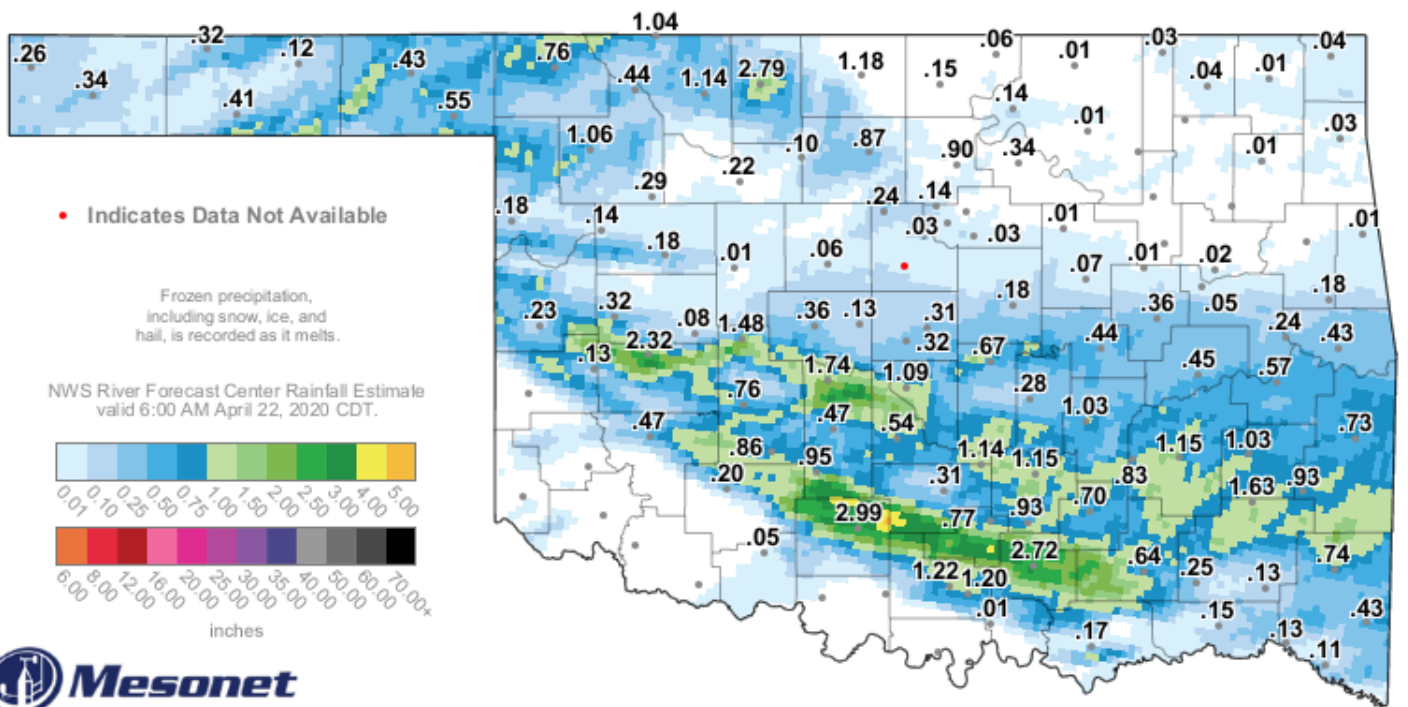 1.04
.32 .12 .43 .76 .06 .01 .03 .04
.26 .34 .41 .55 .44 1.14 2.79 1.18 .15 .14 .04 .01
1.06 .10 .87 .90 .34 .01 .01 .03
.29 .22 .24 .14
.18 .14 .18 .01 .06 .03 .03 .01 .01 .01
.07 .02 .18
Indicates Data Not Available
Frozen precipitation,
including snow, ice, and
hail, is recorded as it melts.
.23 .32 .08 1.48 .36 .13 .31 .18 .36 .05 .24 .43
.13 2.32 .76 1.74 1.09 .32 .67 .28 .44 .45 .57
NWS River Forecast Center Rainfall Estimate
valid 6:00 AM April 22, 2020 CDT.
.47 .86 .47 .54 1.03 1.15 1.03 .73
.20 .95 .31 1.14 1.15 .83 1.63 .93
0.01 0.10 0.25 0.50 0.75 1.00 1.50 2.00 2.50 3.00 4.00 5.00
2.99 .77 .93 .70
.05 1.22 1.20 2.72 .64 .25 .13 .74
6.00 8.00 12.00 16.00 20.00 25.00 30.00 35.00 40.00 50.00 60.00 70.00+
inches
.01 .17 .15 .13 .11 .43
Mesonet